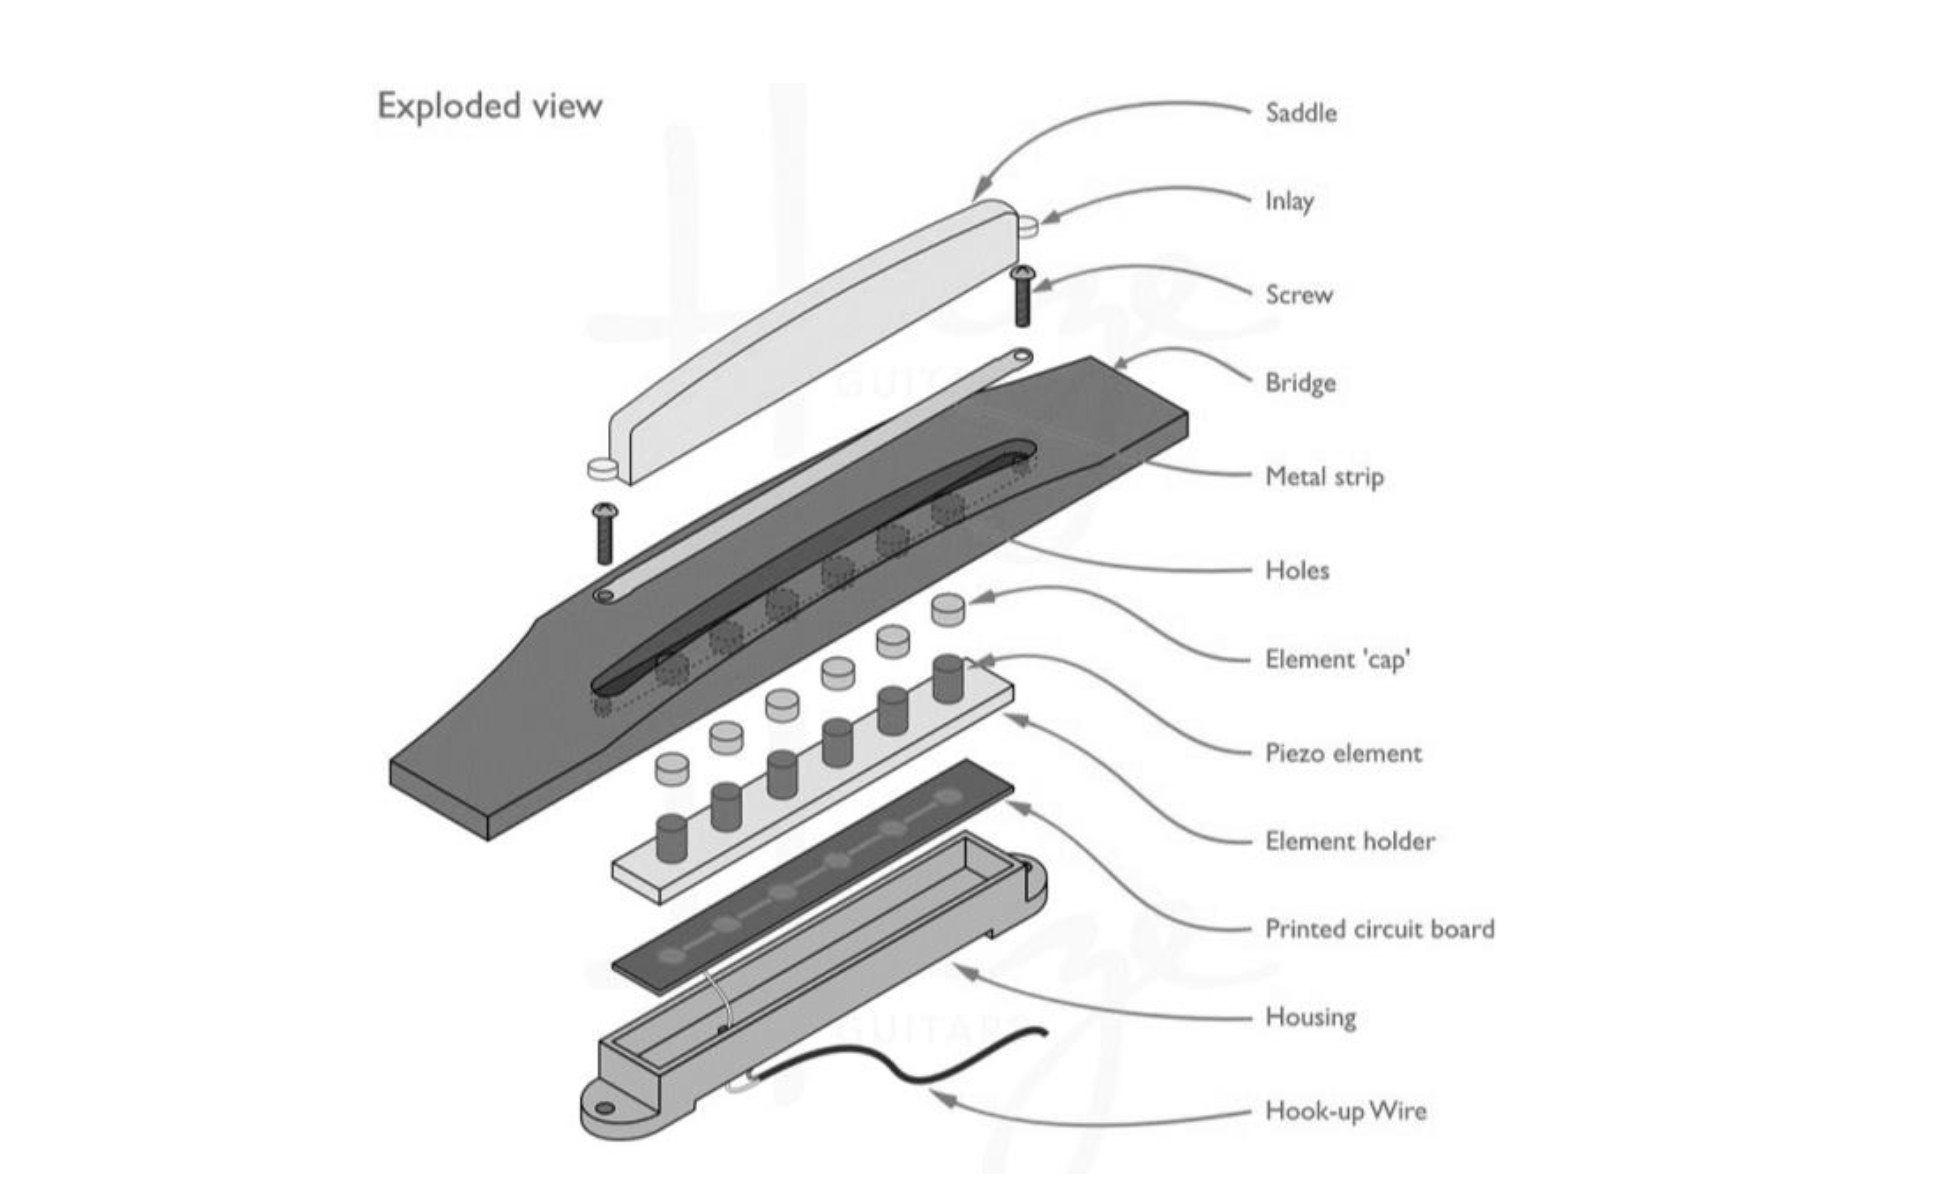 Exploded view
Saddle
Inlay
Screw
Bridge
Metal strip
Holes
Element 'cap'
Piezo element
Element holder
Printed circuit board
Housing
Hook-up Wire
GUITARS